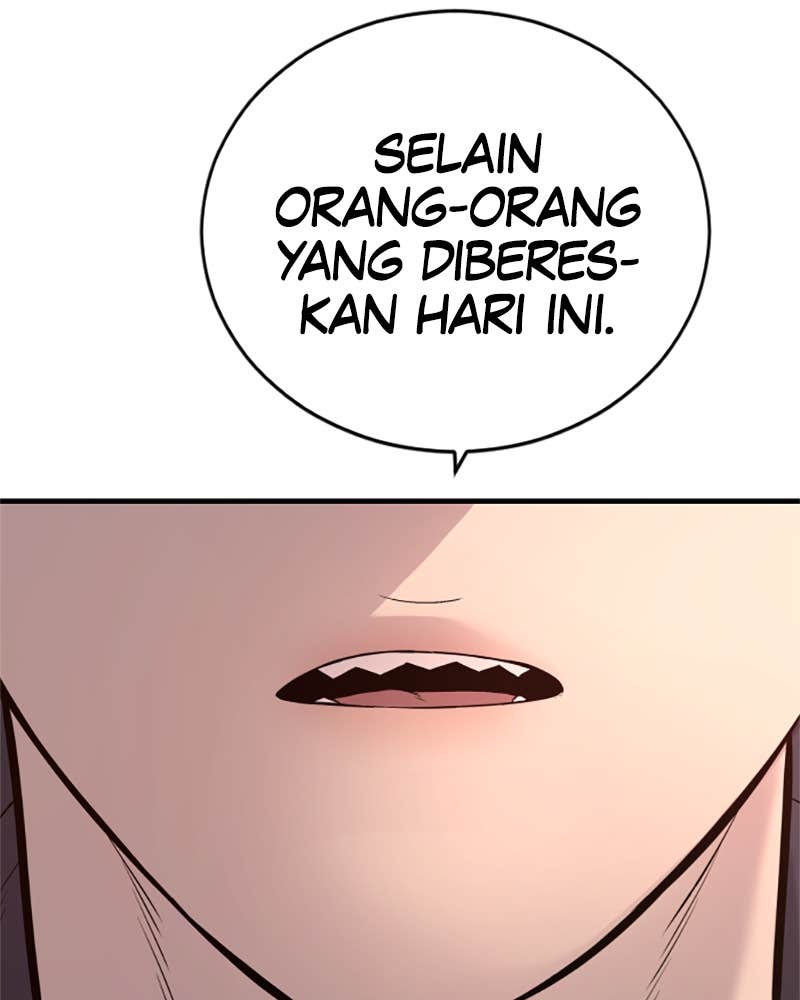 SELAIN
ORANG-ORANG
YANG DIBERES-
KAN HARI INI.